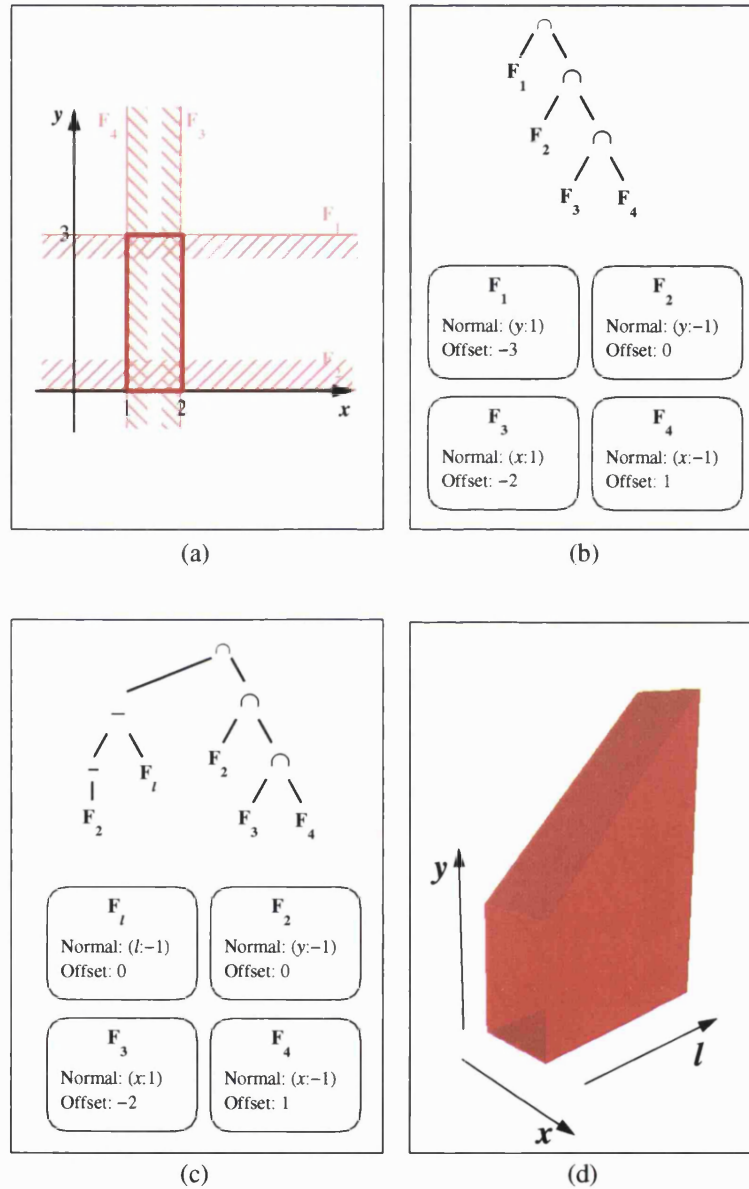 y
F4
F3
3
F1
1
2
x
(a)
∩
F1
∩
F2
∩
F3 F4
F1
Normal: (y:1)
Offset: −3
F2
Normal: (y:−1)
Offset: 0
F3
Normal: (x:1)
Offset: −2
F4
Normal: (x:−1)
Offset: 1
(b)
∩
−
∩
−
Fl
F2
∩
F2
F3 F4
Fl
Normal: (l:−1)
Offset: 0
F2
Normal: (y:−1)
Offset: 0
F3
Normal: (x:1)
Offset: −2
F4
Normal: (x:−1)
Offset: 1
(c)
y
l
x
(d)